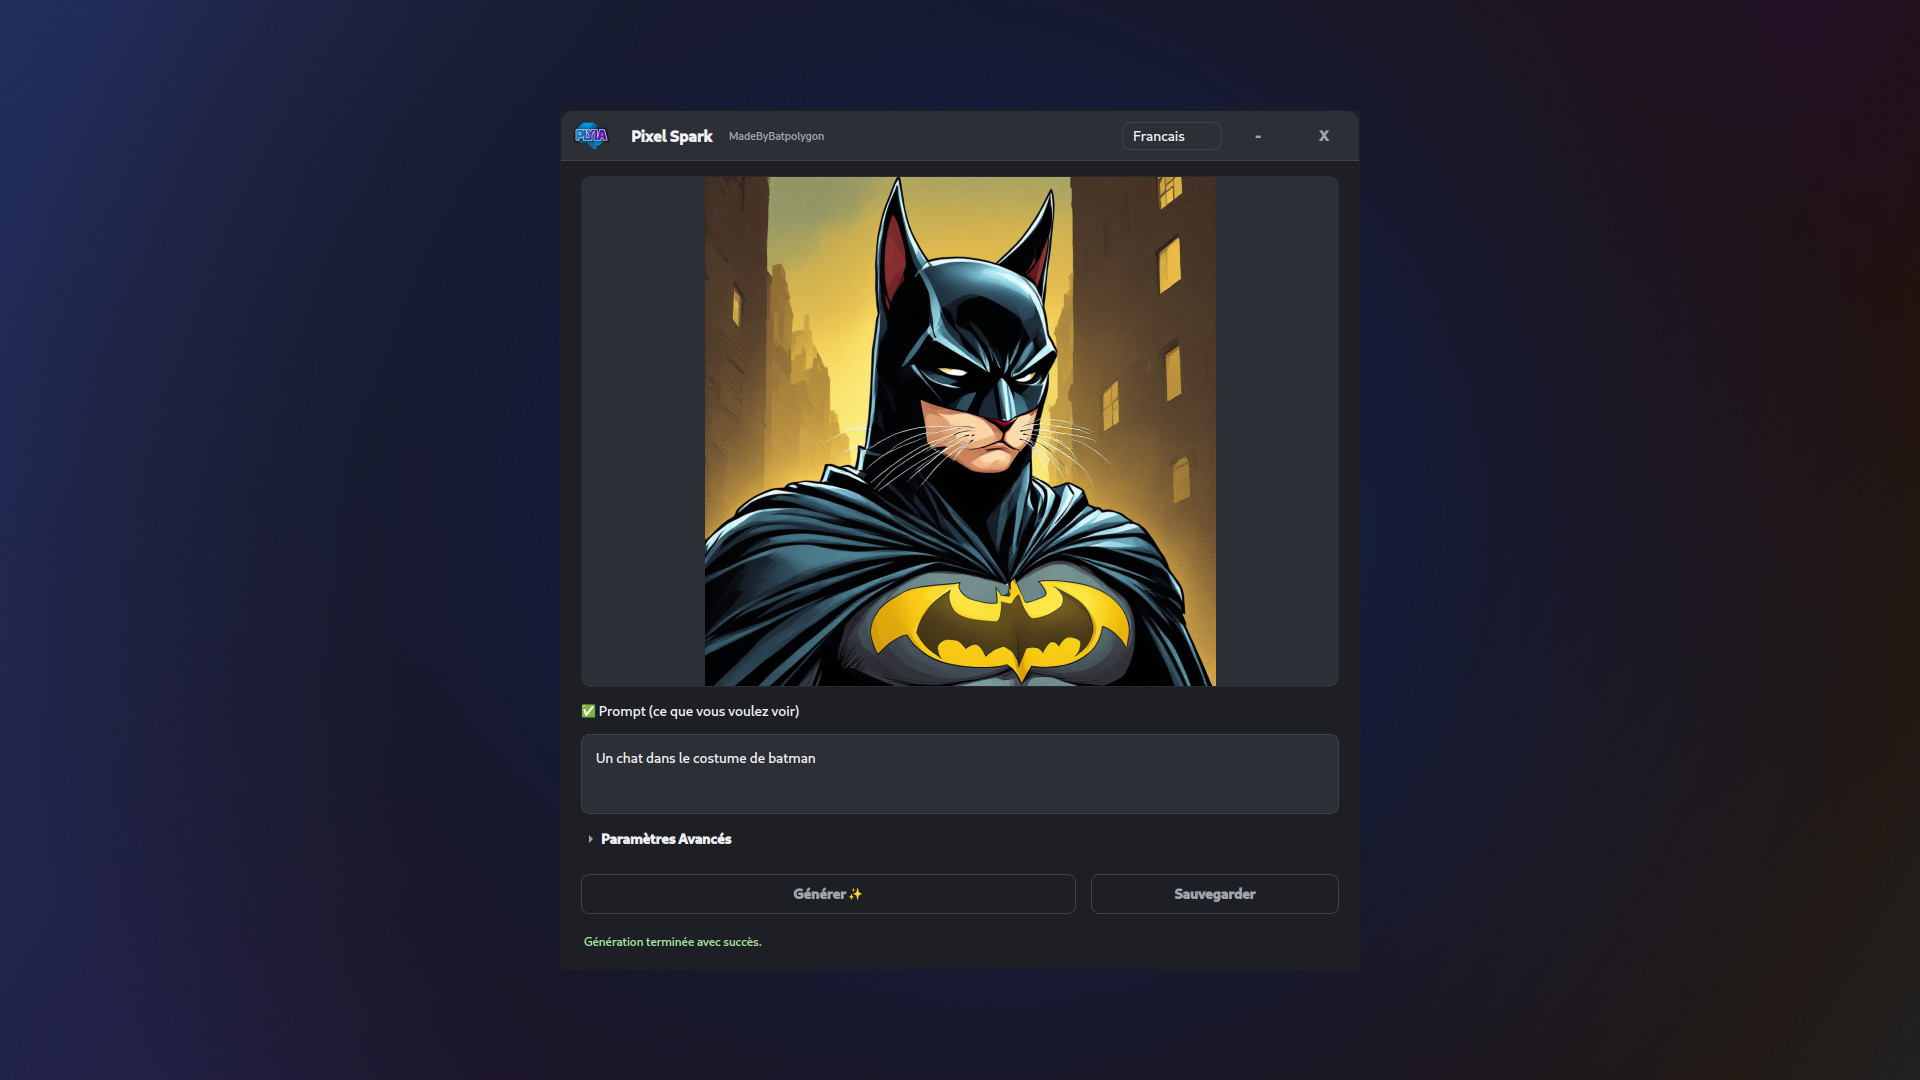 PLYIA
Pixel Spark MadeByBatpolygon Francais - X
✅ Prompt (ce que vous voulez voir)
Un chat dans le costume de batman
Paramètres Avancés
Générer ✨ Sauvegarder
Génération terminée avec succès.